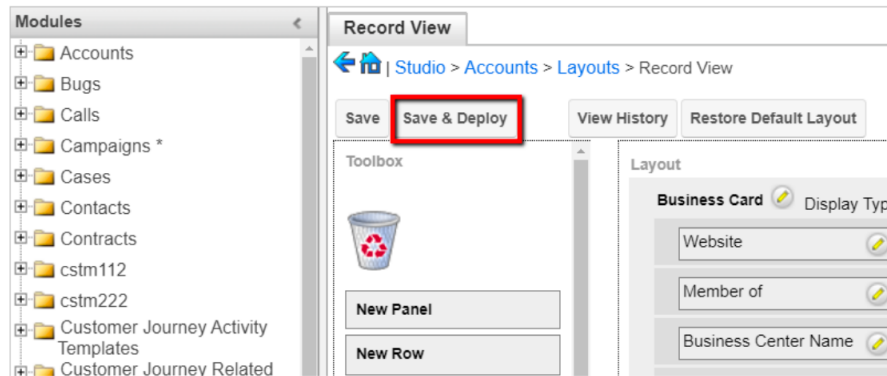 Modules
Accounts
Bugs
Calls
Campaigns *
Cases
Contacts
Contracts
cstm112
cstm222
Customer Journey Activity
Templates
Customer Journey Related
Record View
| Studio > Accounts > Layouts > Record View
Save Save & Deploy View History Restore Default Layout
Toolbox
New Panel
New Row
Layout
Business Card Display Typ
Website
Member of
Business Center Name